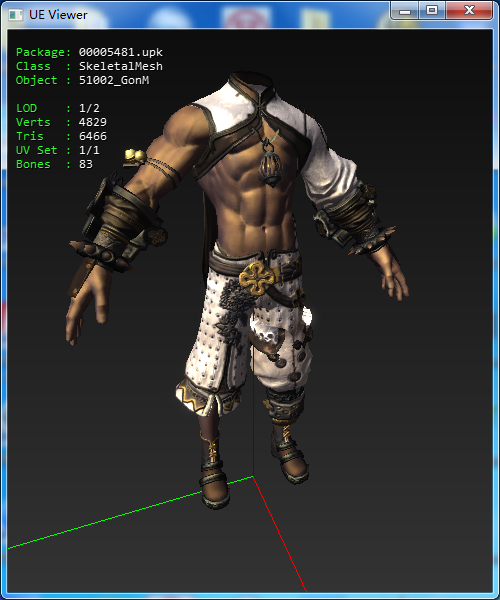 UE Viewer
Package: 00005481.upk
Class : SkeletalMesh
Object : 51002_GonM
LOD : 1/2
Verts : 4829
Tris : 6466
UV Set : 1/1
Bones : 83